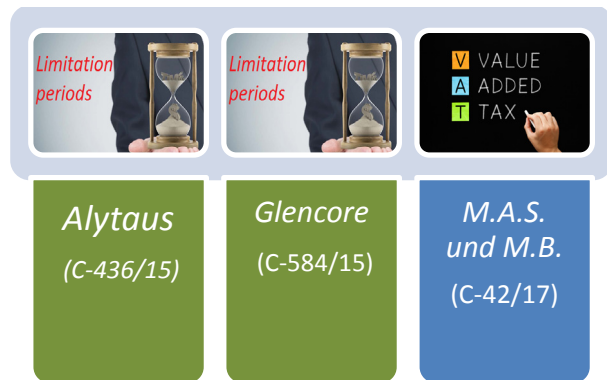 Limitation
periods
Limitation
periods
V VALUE
A ADDED
T TAX
Alytaus
(C-436/15)
Glencore
(C-584/15)
M.A.S.
und M.B.
(C-42/17)